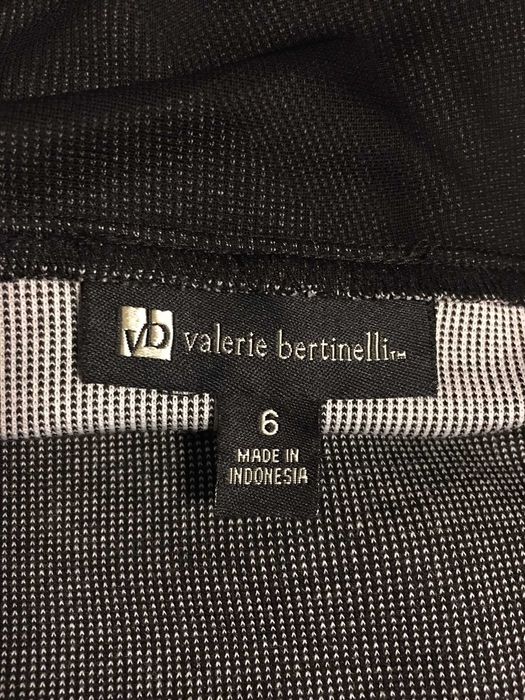 vb valerie bertinelli™
6
MADE IN
INDONESIA